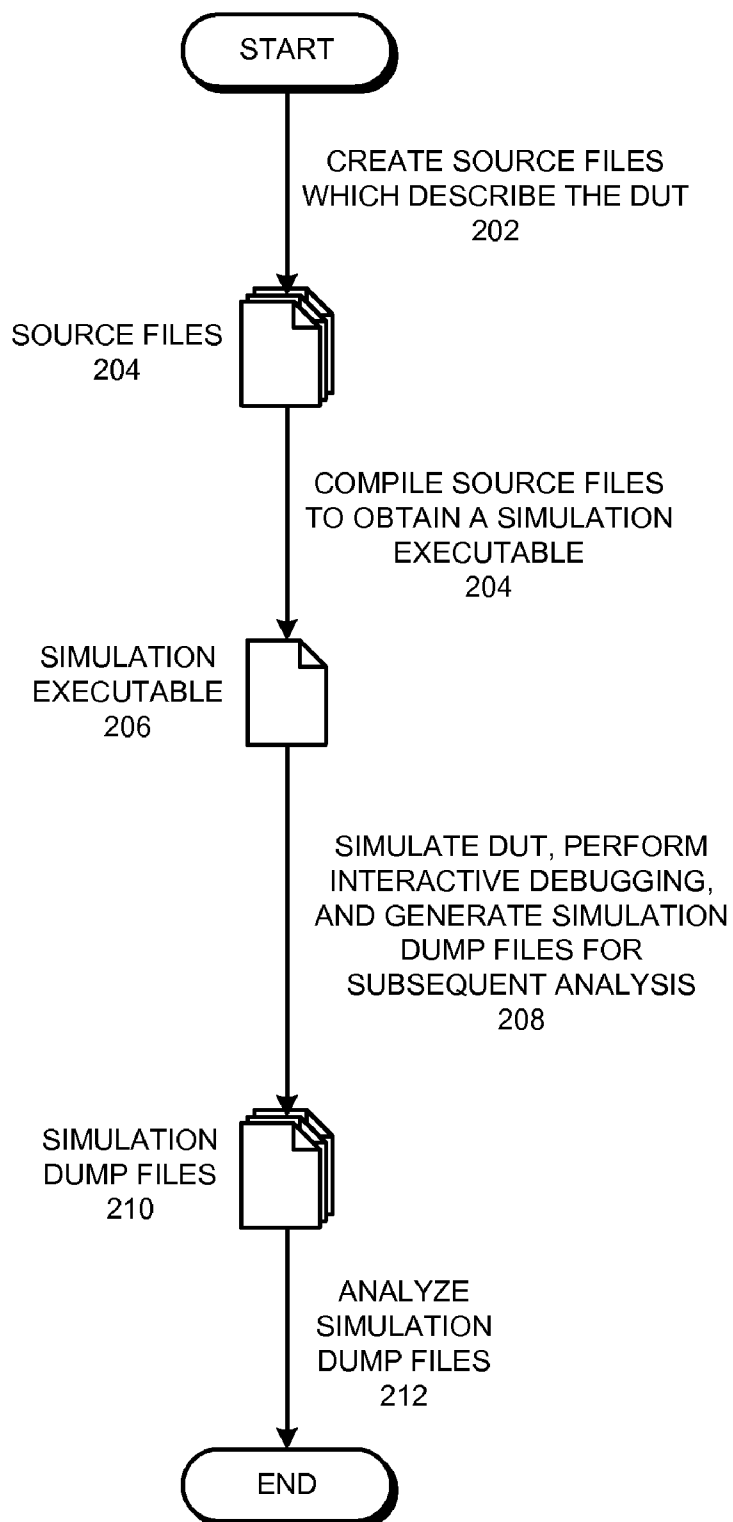 START
CREATE SOURCE FILES
WHICH DESCRIBE THE DUT
202
SOURCE FILES
204
COMPILE SOURCE FILES
TO OBTAIN A SIMULATION
EXECUTABLE
204
SIMULATION
EXECUTABLE
206
SIMULATE DUT, PERFORM
INTERACTIVE DEBUGGING,
AND GENERATE SIMULATION
DUMP FILES FOR
SUBSEQUENT ANALYSIS
208
SIMULATION
DUMP FILES
210
ANALYZE
SIMULATION
DUMP FILES
212
END